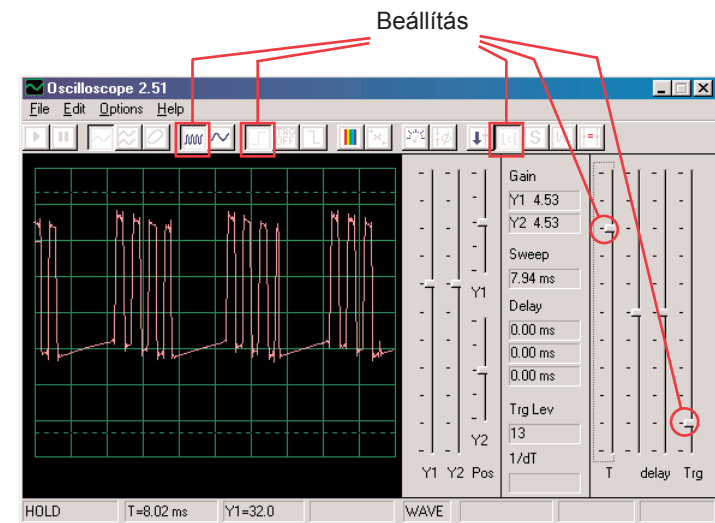 Beállítás
Oscilloscope 2.51
File Edit Options Help
Gain
Y1 4.53
Y2 4.53
Sweep
7.94 ms
Delay
0.00 ms
0.00 ms
0.00 ms
Trg Lev
13
1/dT
Y1
Y2
Y1 Y2 Pos
T delay Trg
HOLD T=8.02 ms Y1=32.0 WAVE